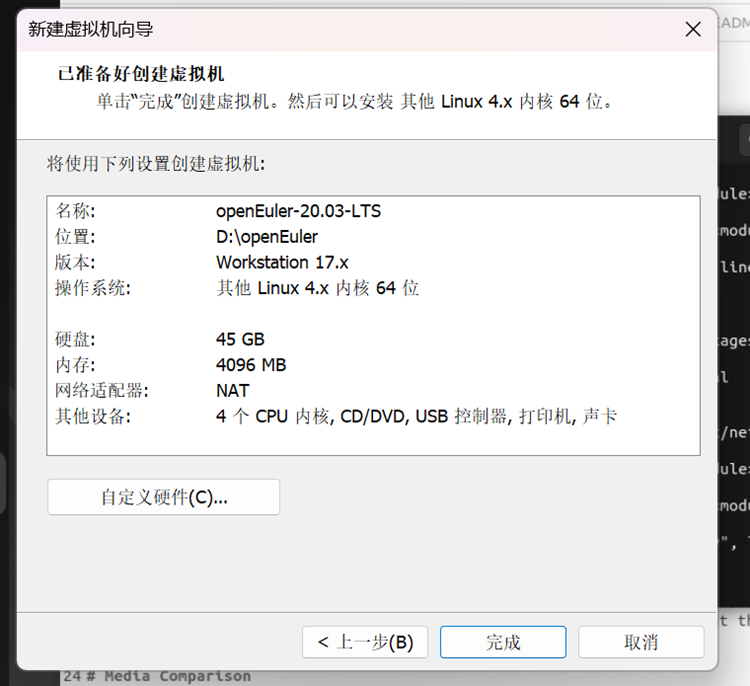 新建虚拟机向导
EADM
已准备好创建虚拟机
单击“完成”创建虚拟机。然后可以安装 其他 Linux 4.x 内核 64 位。
将使用下列设置创建虚拟机:
名称: openEuler-20.03-LTS
位置: D:\openEuler
版本: Workstation 17.x
操作系统: 其他 Linux 4.x 内核 64 位
硬盘: 45 GB
内存: 4096 MB
网络适配器: NAT
其他设备: 4 个 CPU 内核, CD/DVD, USB 控制器, 打印机, 声卡
自定义硬件(C)...
< 上一步(B) 完成 取消
24 # Media Comparison